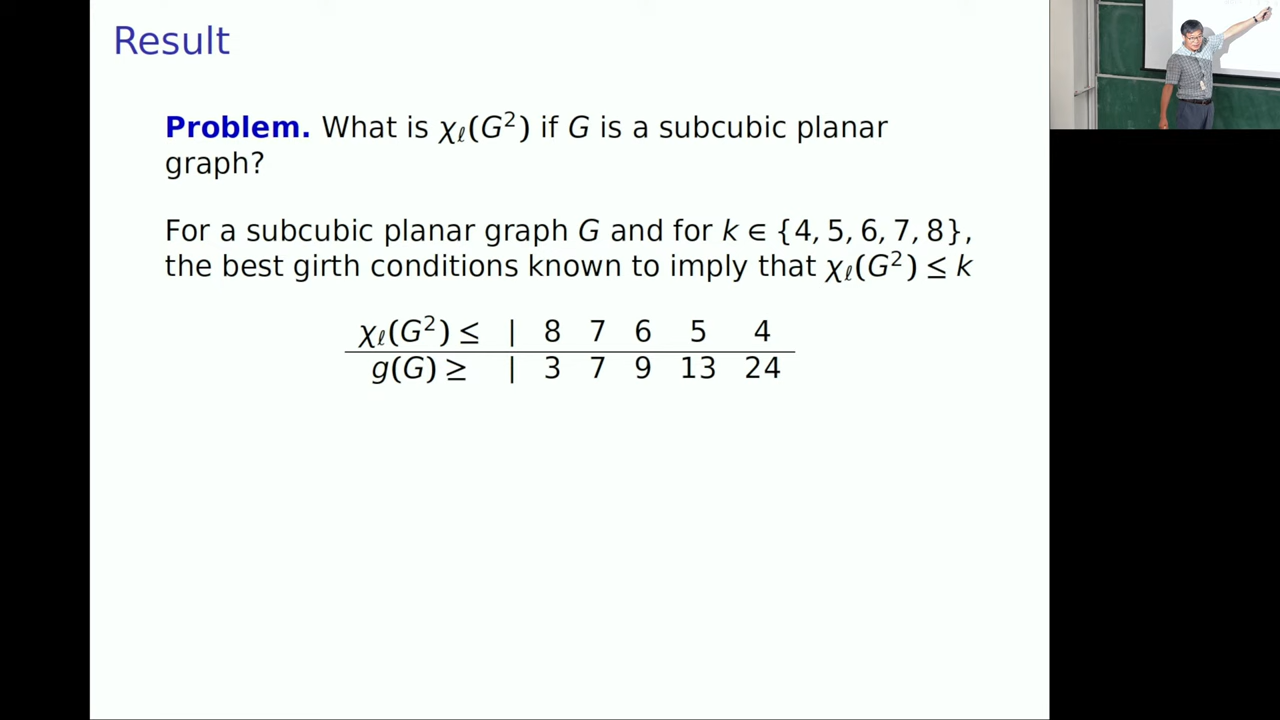 Result
Problem. What is χℓ(G²) if G is a subcubic planar
graph?
For a subcubic planar graph G and for k ∈ {4, 5, 6, 7, 8},
the best girth conditions known to imply that χℓ(G²) ≤ k
χℓ(G²) ≤ | 8 7 6 5 4
g(G) ≥ | 3 7 9 13 24